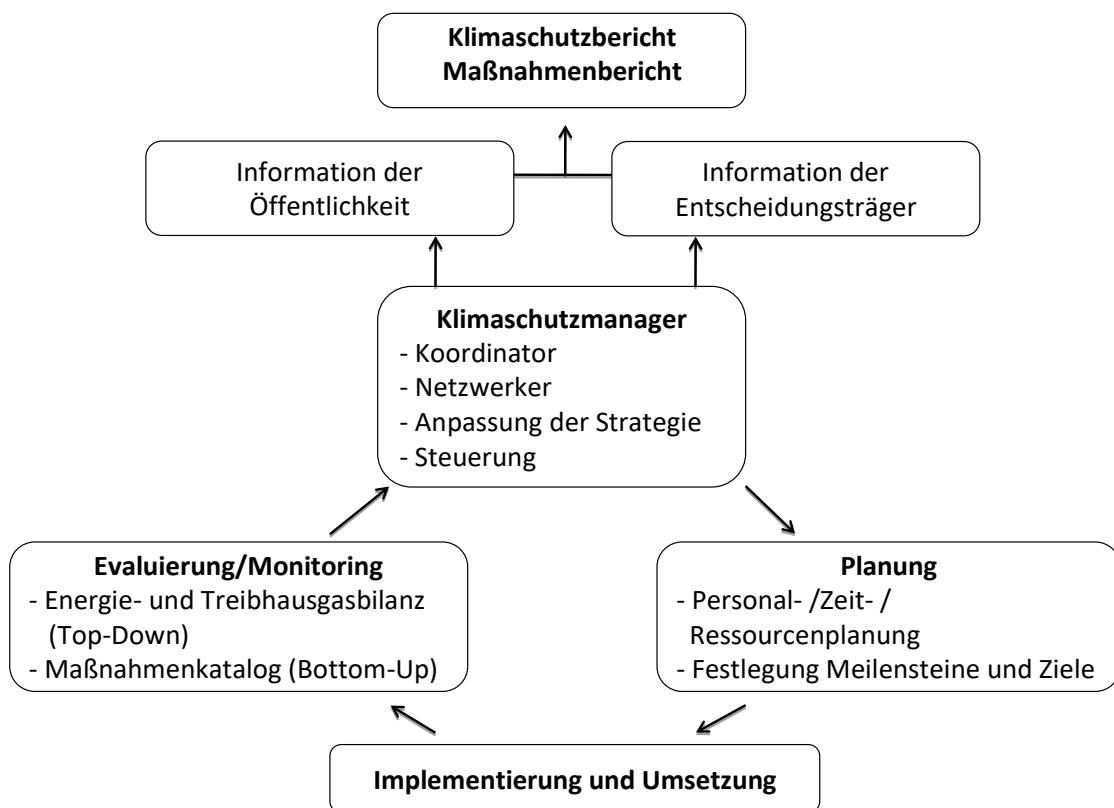 Klimaschutzbericht
Maßnahmenbericht
Information der
Öffentlichkeit
Information der
Entscheidungsträger
Klimaschutzmanager
- Koordinator
- Netzwerker
- Anpassung der Strategie
- Steuerung
Evaluierung/Monitoring
- Energie- und Treibhausgasbilanz
(Top-Down)
- Maßnahmenkatalog (Bottom-Up)
Planung
- Personal- /Zeit- /
Ressourcenplanung
- Festlegung Meilensteine und Ziele
Implementierung und Umsetzung